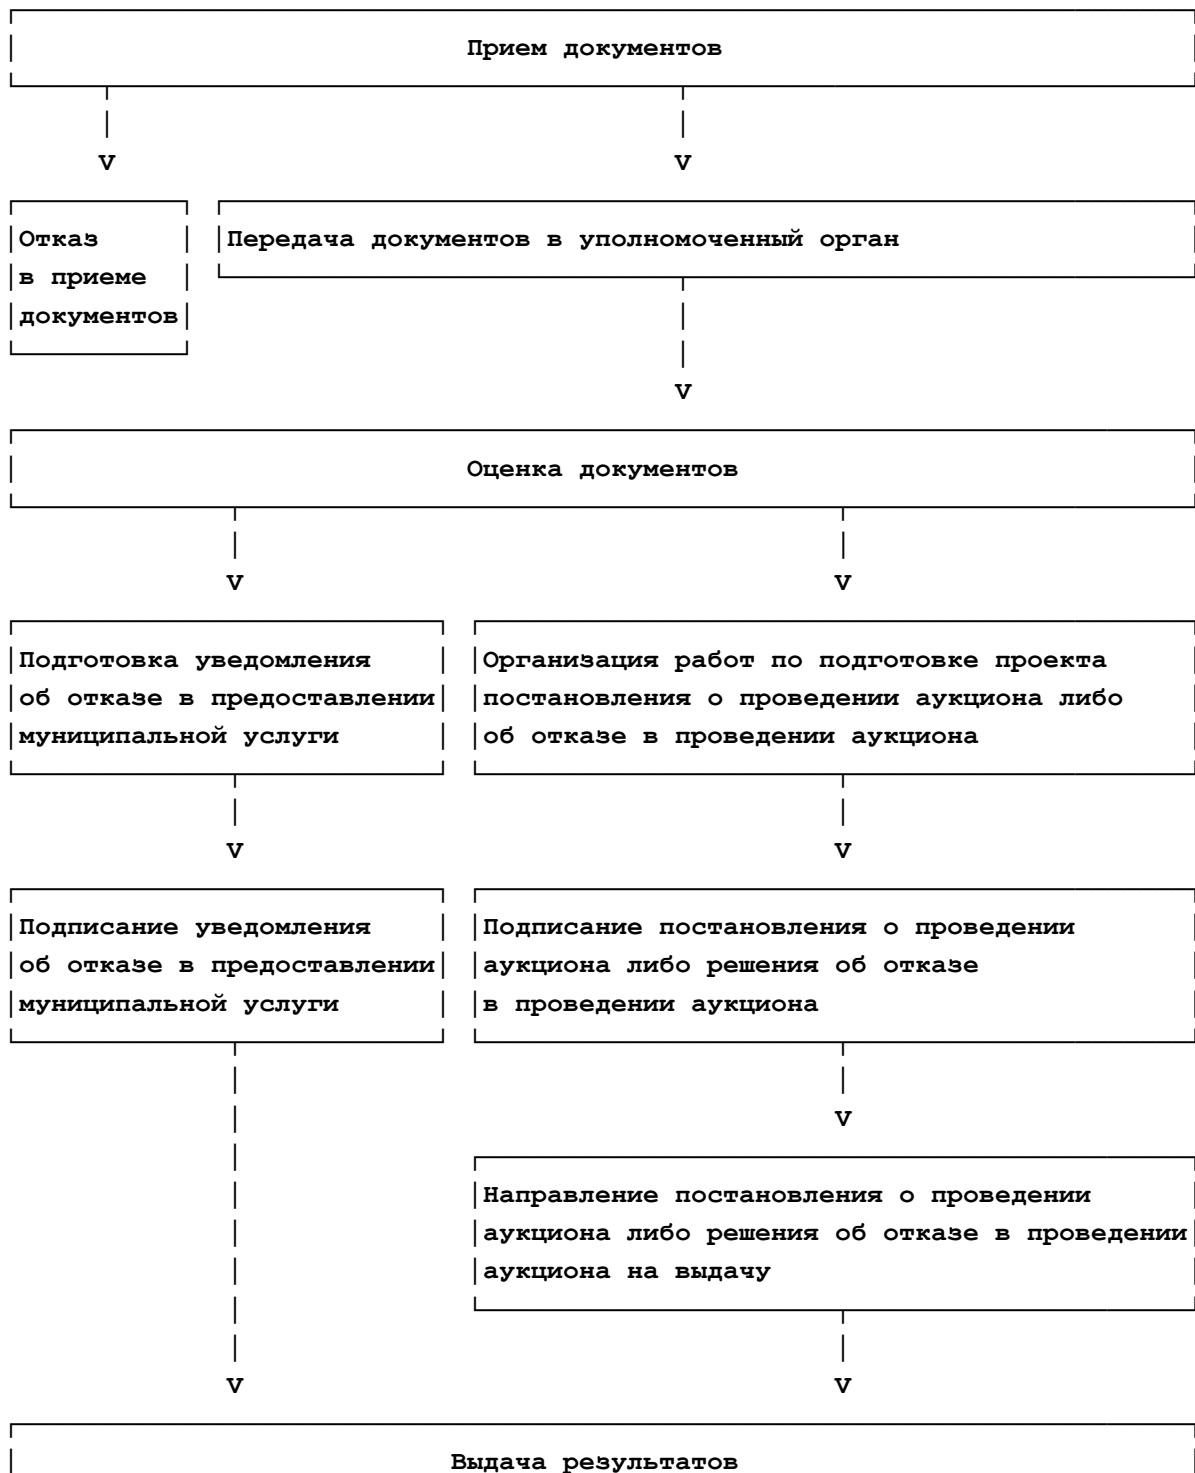 Прием документов
V V
Отказ
в приеме
документов
Передача документов в уполномоченный орган
V
Оценка документов
V V
Подготовка уведомления
об отказе в предоставлении
муниципальной услуги
Организация работ по подготовке проекта
постановления о проведении аукциона либо
об отказе в проведении аукциона
V V
Подписание уведомления
об отказе в предоставлении
муниципальной услуги
Подписание постановления о проведении
аукциона либо решения об отказе
в проведении аукциона
V
Направление постановления о проведении
аукциона либо решения об отказе в проведении
аукциона на выдачу
V V
Выдача результатов